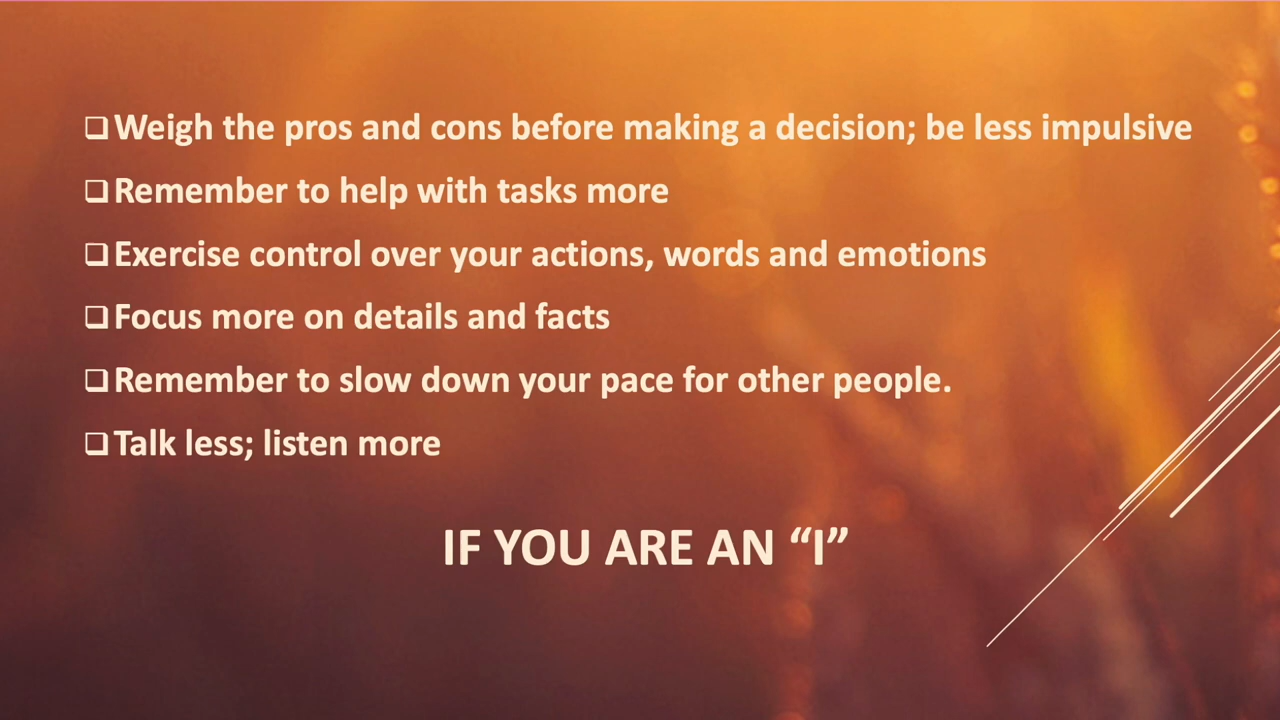 ❑Weigh the pros and cons before making a decision; be less impulsive
❑Remember to help with tasks more
❑Exercise control over your actions, words and emotions
❑Focus more on details and facts
❑Remember to slow down your pace for other people.
❑Talk less; listen more
IF YOU ARE AN “I”